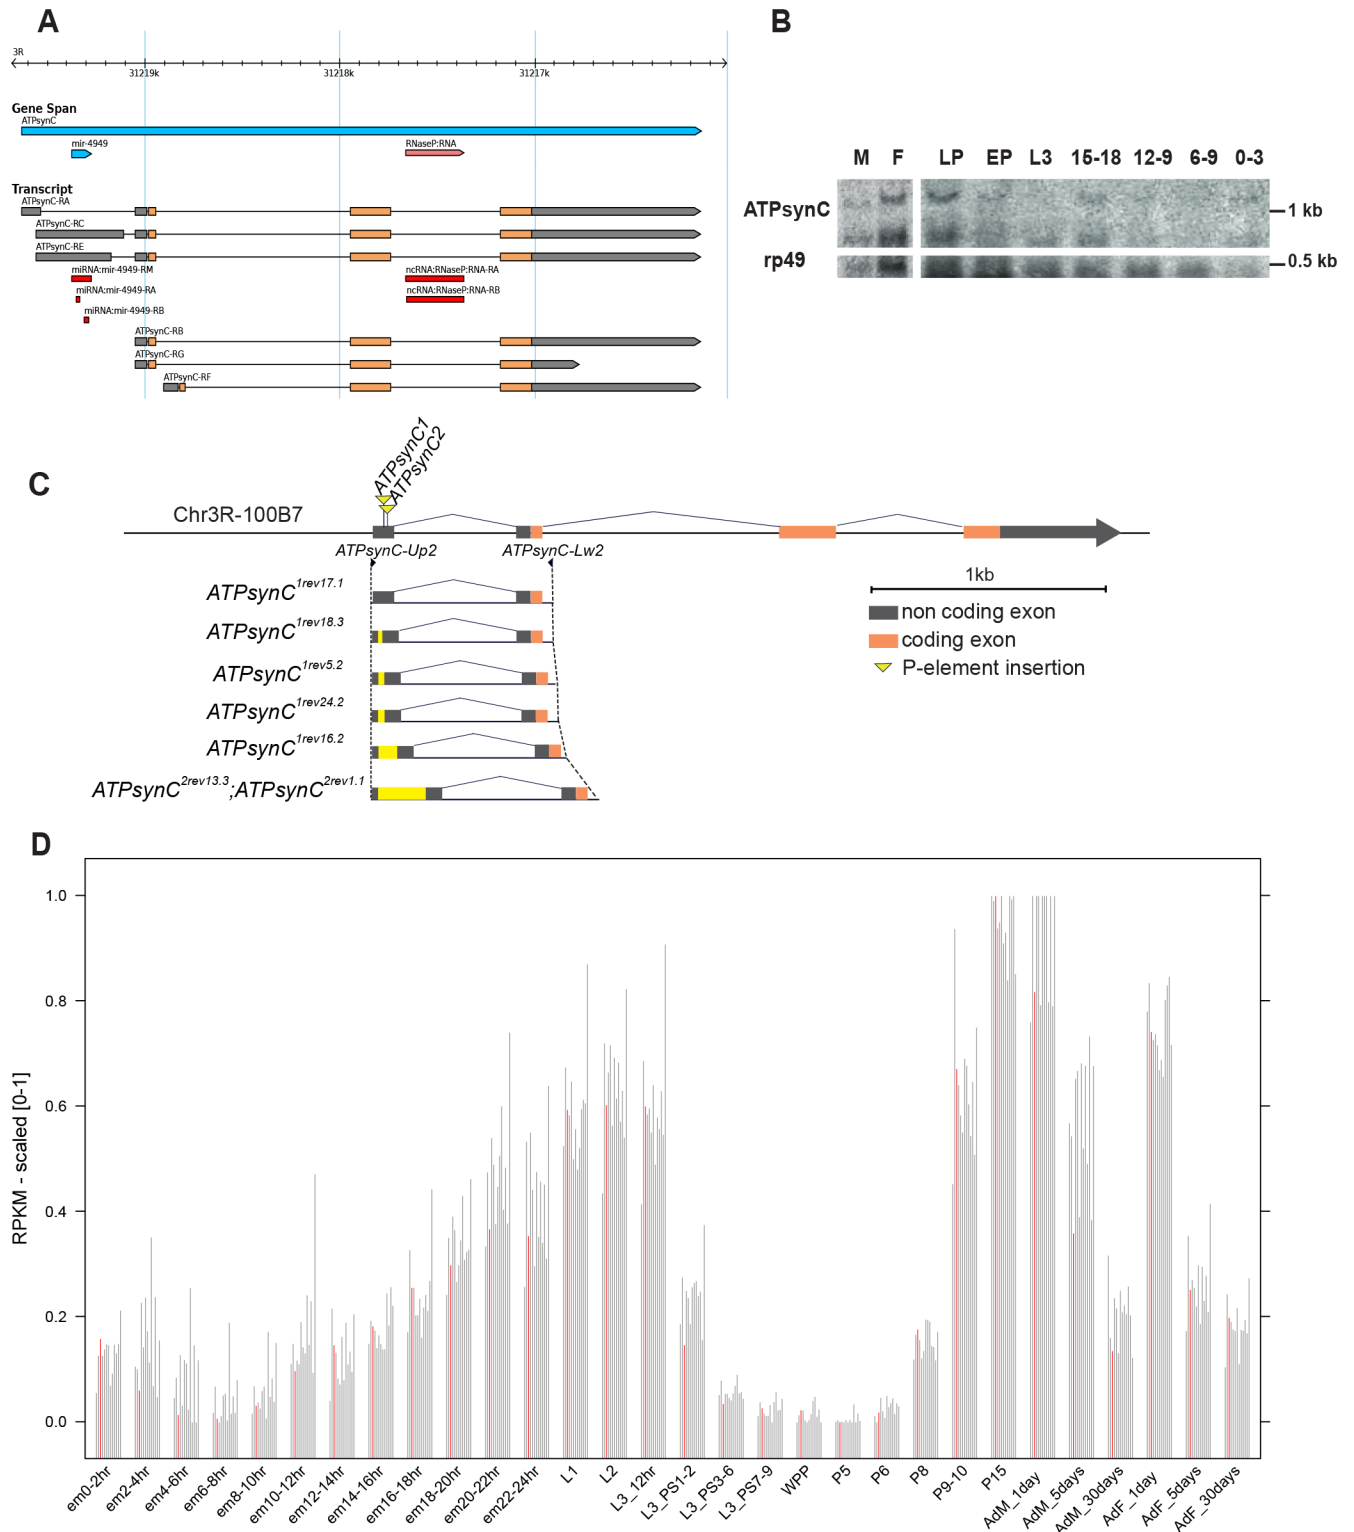 A
3R
31219k 31218k 31217k
Gene Span
ATPsynC
mir-4949 RNaseP:RNA
Transcript
ATPsynC-RA
ATPsynC-RC
ATPsynC-RE
miRNA:mir-4949-RM ncRNA:RNaseP:RNA-RA
miRNA:mir-4949-RA ncRNA:RNaseP:RNA-RB
miRNA:mir-4949-RB
ATPsynC-RB
ATPsynC-RG
ATPsynC-RF
B
M F LP EP L3 15-18 12-9 6-9 0-3
ATPsynC
1 kb
rp49
0.5 kb
C
ATPsynC1
ATPsynC2
Chr3R-100B7
ATPsynC-Up2 ATPsynC-Lw2
ATPsynC1rev17.1
ATPsynC1rev18.3
ATPsynC1rev5.2
ATPsynC1rev24.2
ATPsynC1rev16.2
ATPsynC2rev13.3;ATPsynC2rev1.1
1kb
non coding exon
coding exon
P-element insertion
D
RPKM - scaled [0-1]
1.0
0.8
0.6
0.4
0.2
0.0
em0-2hr em2-4hr em4-6hr em6-8hr em8-10hr em10-12hr em12-14hr em14-16hr em16-18hr em18-20hr em20-22hr em22-24hr L1 L2 L3_12hr L3_PS1-2 L3_PS3-6 L3_PS7-9 WPP P5 P6 P8 P9-10 P15 AdM_1day AdM_5days AdM_30days AdF_1day AdF_5days AdF_30days